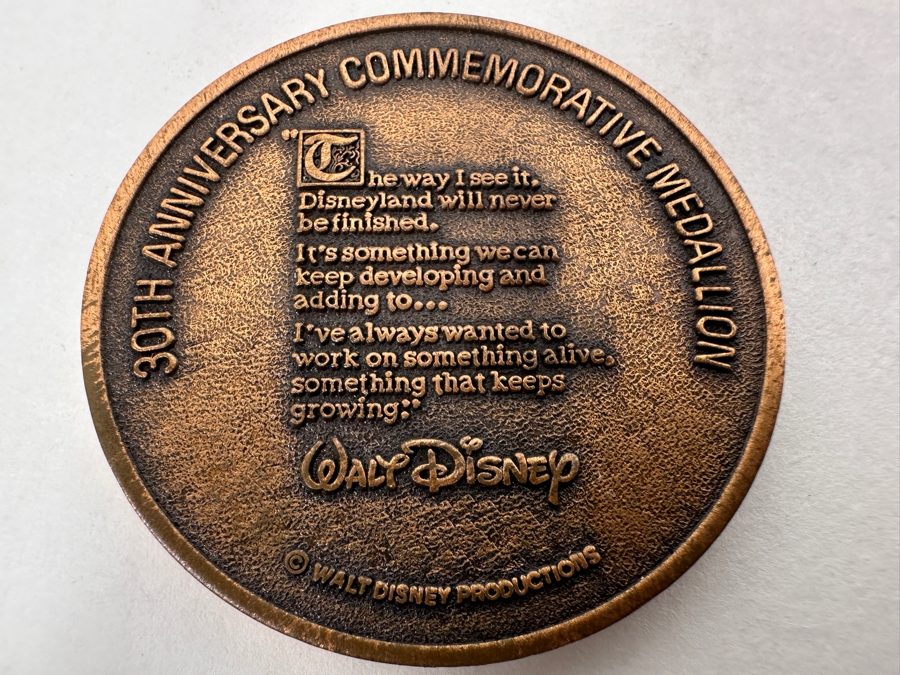 30TH ANNIVERSARY COMMEMORATIVE MEDALLION
"The way I see it,
Disneyland will never
be finished.
It's something we can
keep developing and
adding to...
I've always wanted to
work on something alive,
something that keeps
growing."
WALT DISNEY
© WALT DISNEY PRODUCTIONS